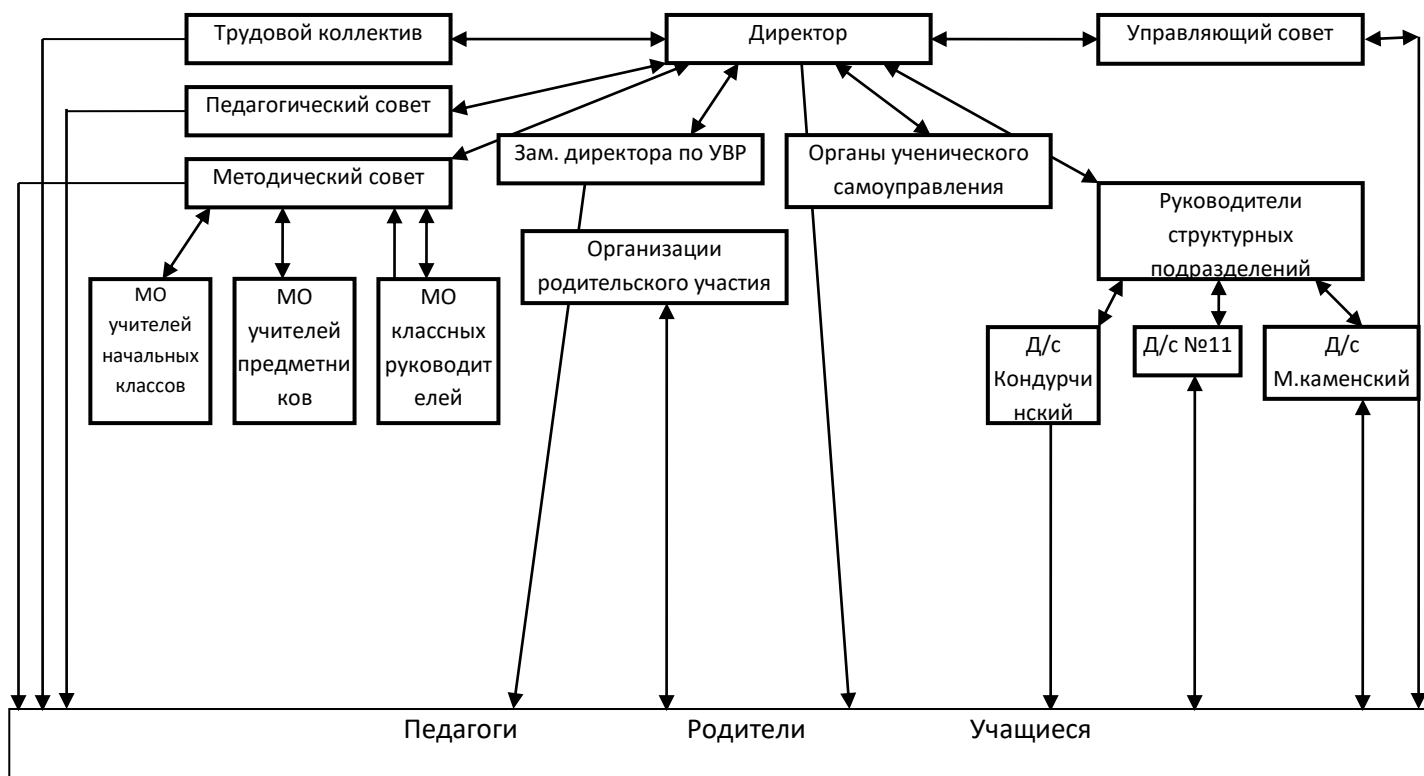 Трудовой коллектив
Директор
Управляющий совет
Педагогический совет
Зам. директора по УВР
Органы ученического
самоуправления
Методический совет
Руководители
структурных
подразделений
Организации
родительского участия
МО
учителей
начальных
классов
МО
учителей
предметни
ков
МО
классных
руководит
елей
Д/с
Кондурчи
нский
Д/с №11
Д/с
М.каменский
Педагоги Родители Учащиеся